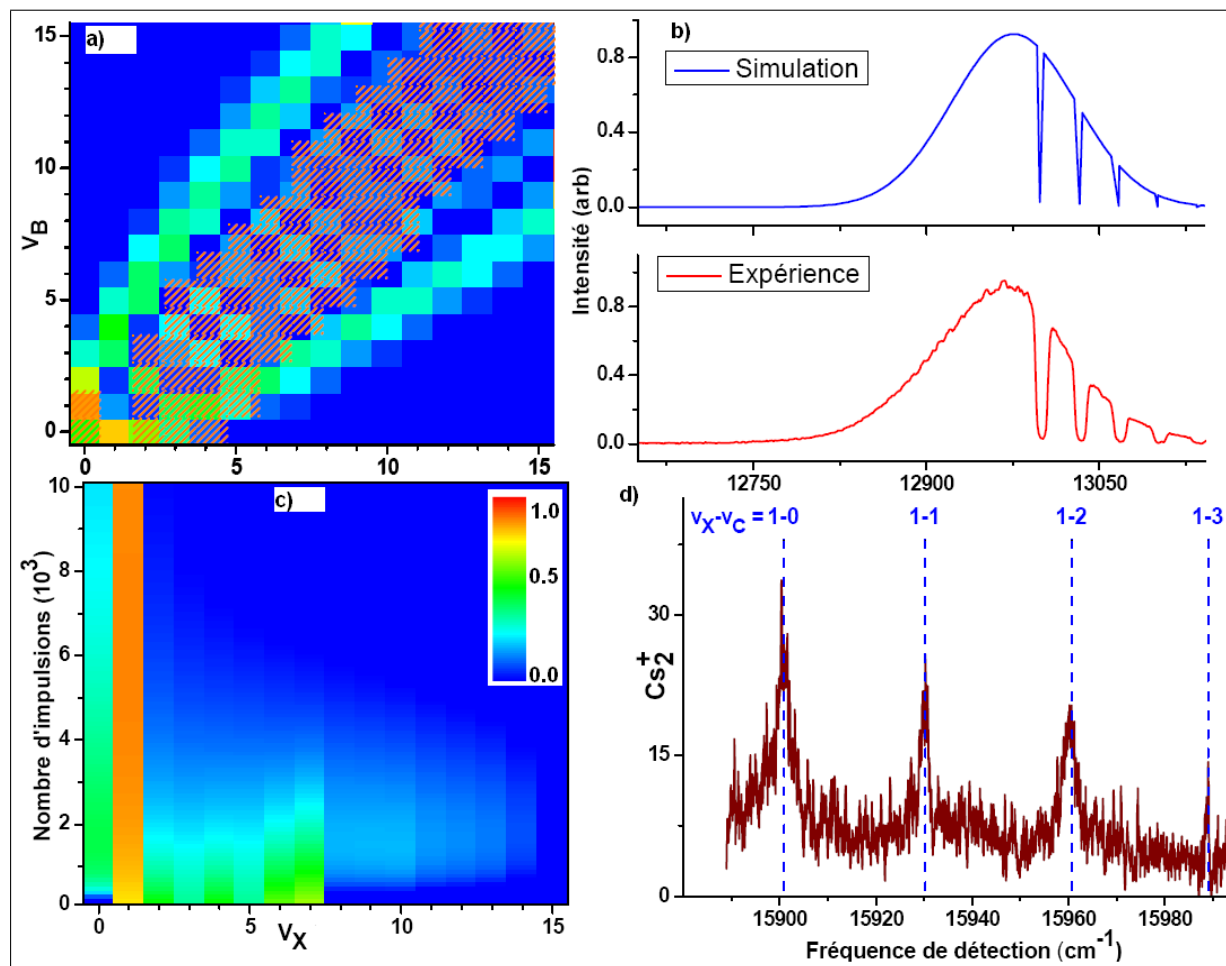 a)
15
10
5
0
V_B
0 5 10 15
b)
Simulation
0.8
0.4
0.0
Intensité (arb)
Expérience
0.8
0.4
0.0
12750 12900 13050
c)
10
8
6
4
2
0
Nombre d'impulsions (10^3)
1.0
0.5
0.0
0 5 10
V_X
d)
v_X-v_C = 1-0 1-1 1-2 1-3
30
15
0
Cs_2^+
15900 15920 15940 15960 15980
Fréquence de détection (cm^-1)